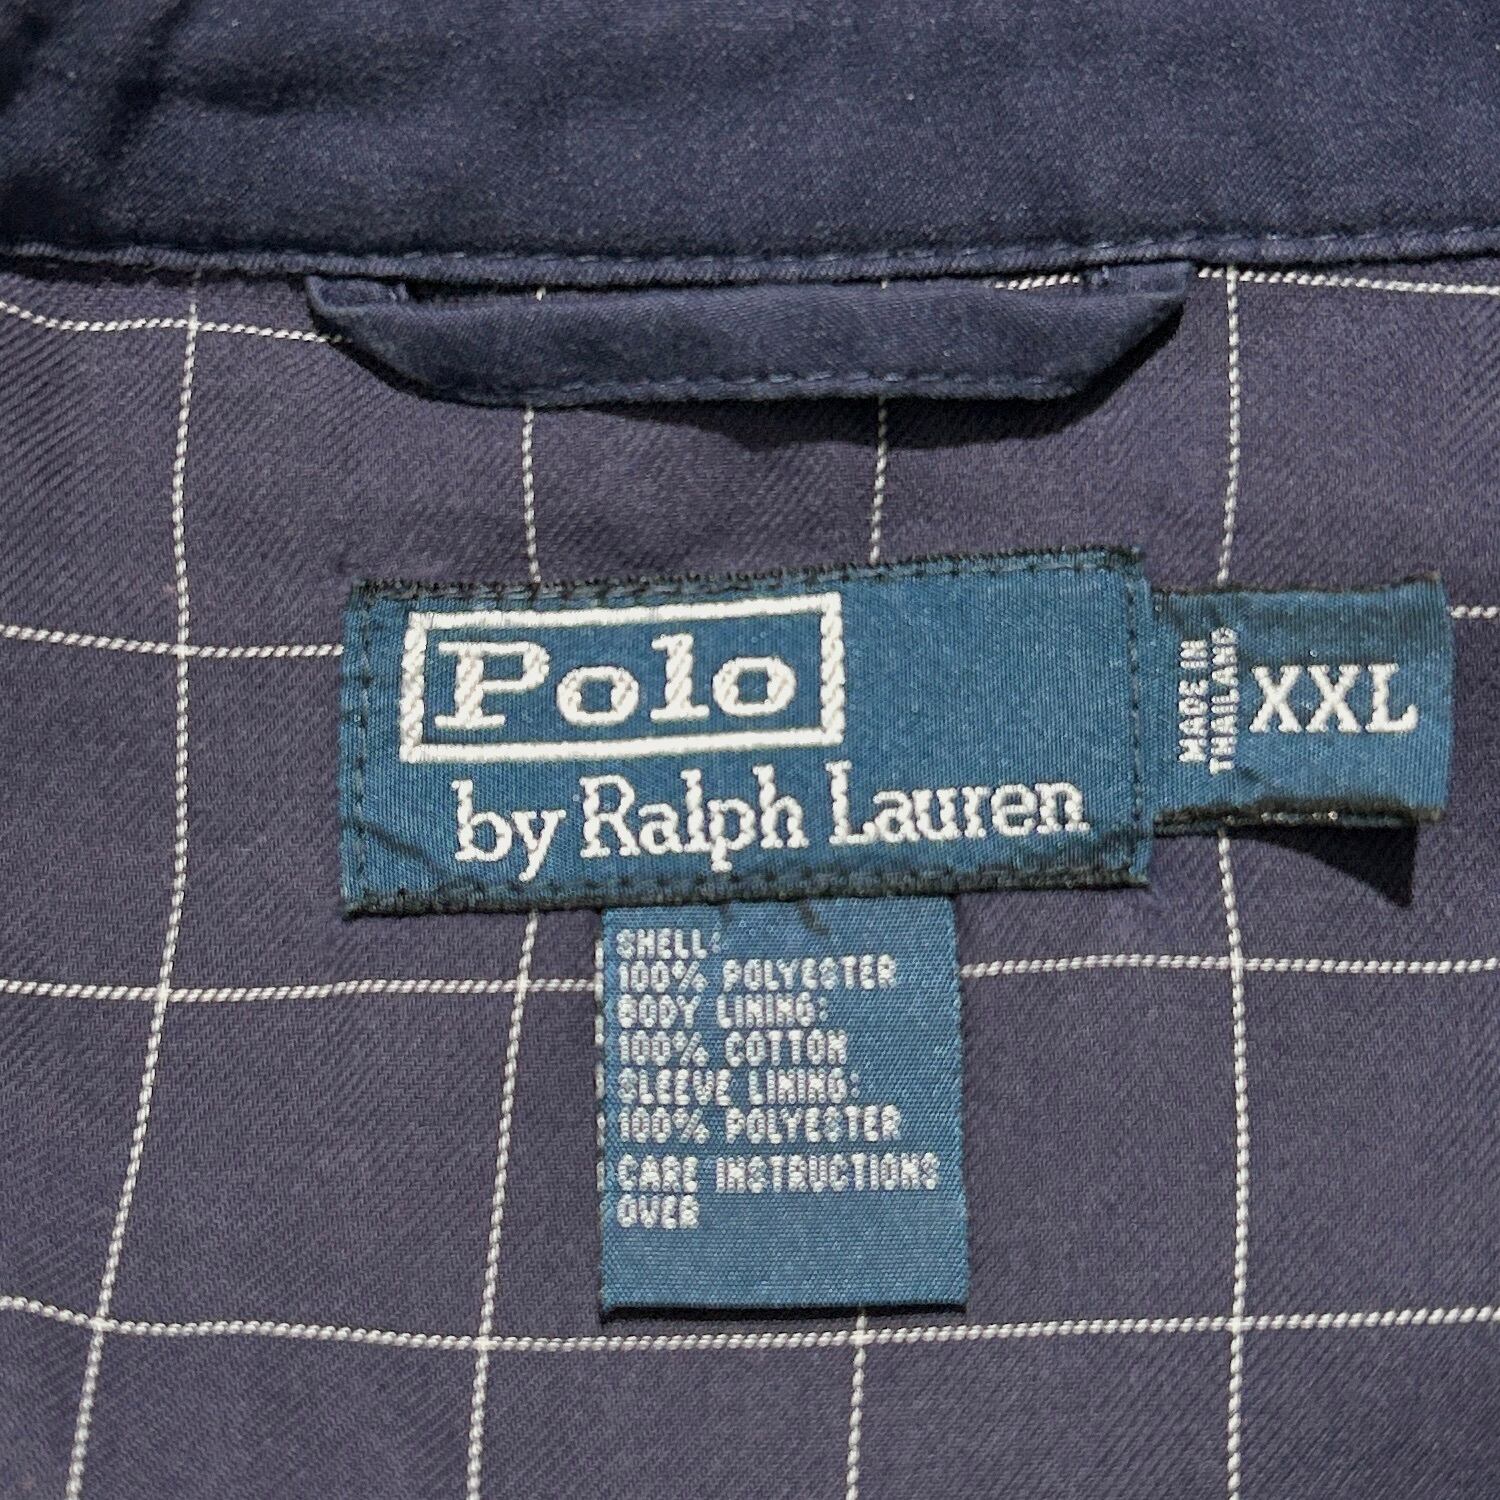 Polo
by Ralph Lauren
MADE IN
THAILAND
XXL
SHELL:
100% POLYESTER
BODY LINING:
100% COTTON
SLEEVE LINING:
100% POLYESTER
CARE INSTRUCTIONS
OVER